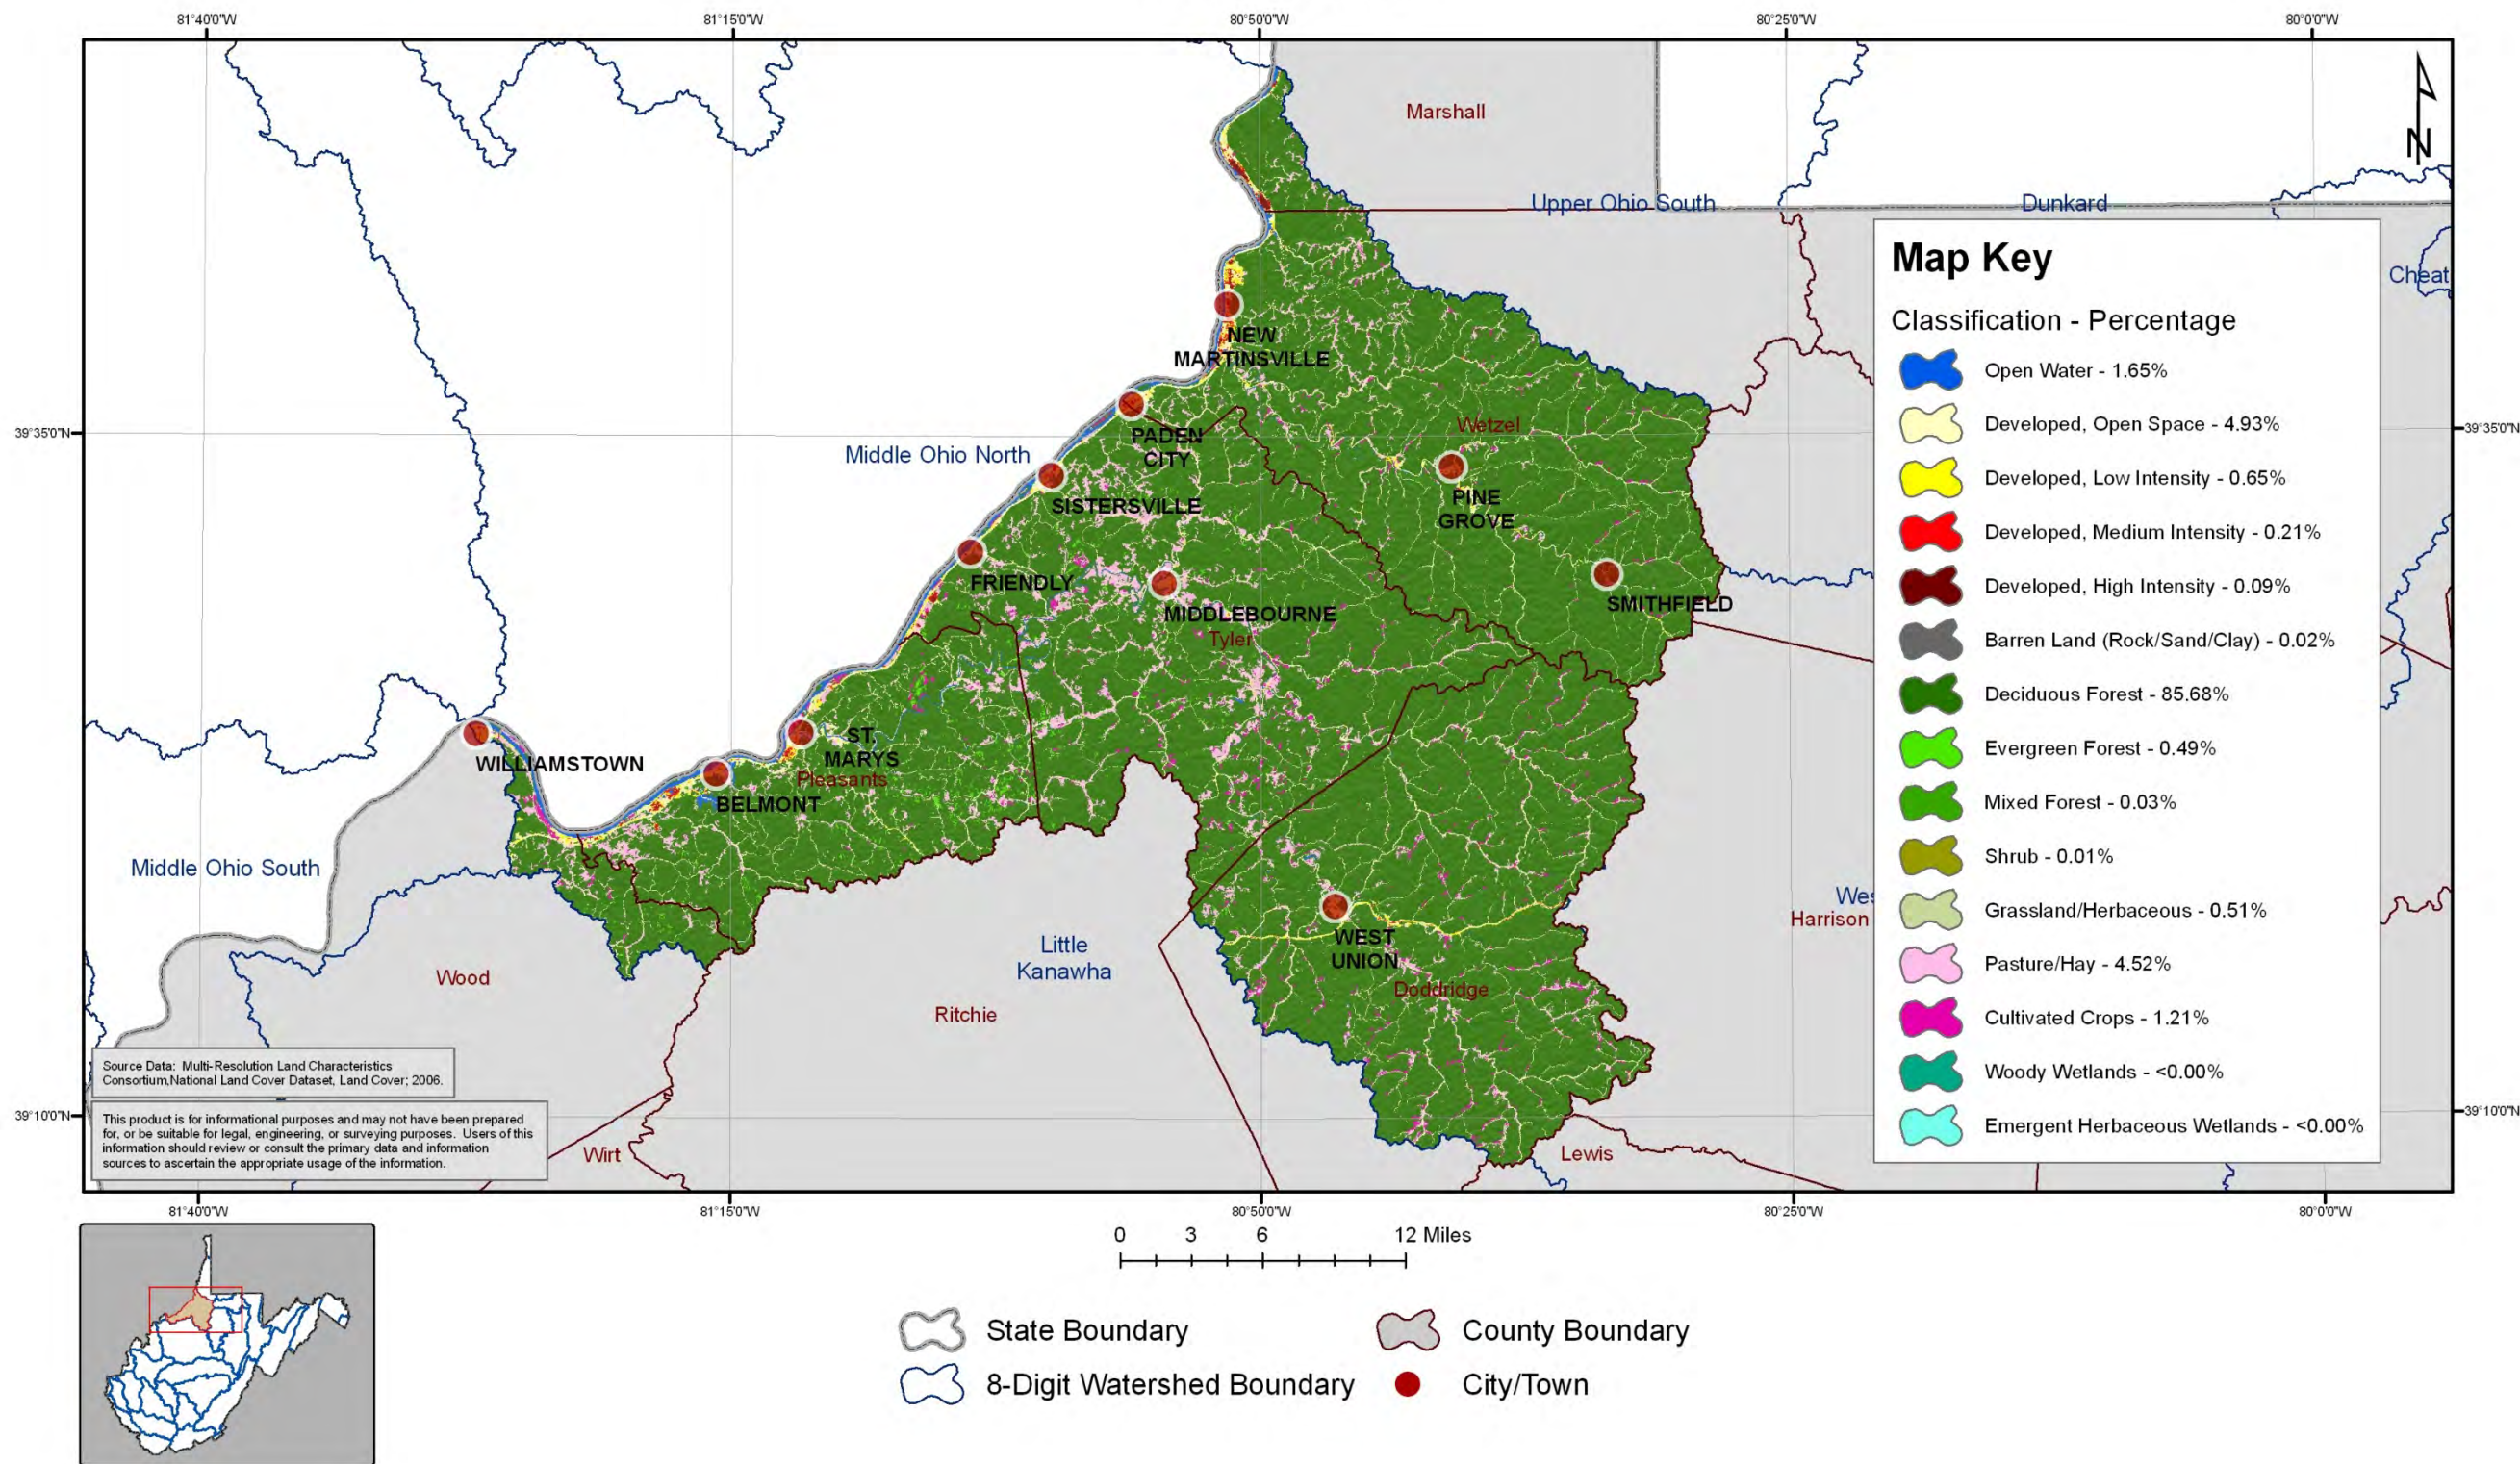 81°40'0"W 81°15'0"W 80°50'0"W 80°25'0"W 80°0'0"W
Marshall
N
Upper Ohio South
Dunkard
Cheat
Map Key
Classification - Percentage
Open Water - 1.65%
Developed, Open Space - 4.93%
Developed, Low Intensity - 0.65%
Developed, Medium Intensity - 0.21%
Developed, High Intensity - 0.09%
Barren Land (Rock/Sand/Clay) - 0.02%
Deciduous Forest - 85.68%
Evergreen Forest - 0.49%
Mixed Forest - 0.03%
Shrub - 0.01%
Grassland/Herbaceous - 0.51%
Pasture/Hay - 4.52%
Cultivated Crops - 1.21%
Woody Wetlands - <0.00%
Emergent Herbaceous Wetlands - <0.00%
NEW
MARTINSVILLE
39°35'0"N
39°35'0"N
Middle Ohio North
PADEN
CITY
Wetzel
SISTERSVILLE
PINE
GROVE
FRIENDLY
MIDDLEBOURNE
Tyler
SMITHFIELD
WILLIAMSTOWN
ST.
MARYS
Pleasants
BELMONT
Middle Ohio South
Wes
Harrison
WEST
UNION
Little
Kanawha
Doddridge
Wood
Ritchie
Source Data: Multi-Resolution Land Characteristics
Consortium,National Land Cover Dataset, Land Cover; 2006.
39°10'0"N
39°10'0"N
This product is for informational purposes and may not have been prepared
for, or be suitable for legal, engineering, or surveying purposes. Users of this
information should review or consult the primary data and information
sources to ascertain the appropriate usage of the information.
Wirt
Lewis
81°40'0"W 81°15'0"W 80°50'0"W 80°25'0"W 80°0'0"W
0 3 6 12 Miles
State Boundary
County Boundary
8-Digit Watershed Boundary
City/Town